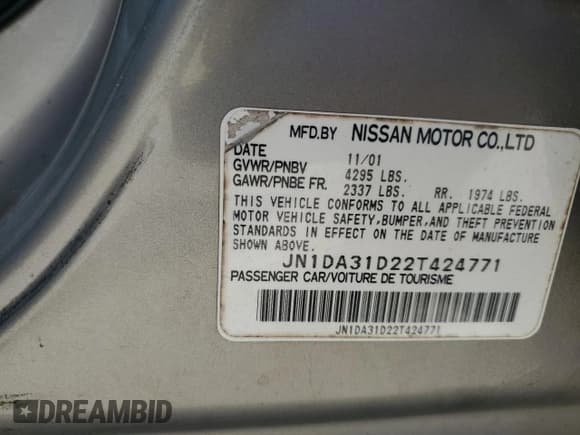 MFD.BY NISSAN MOTOR CO.,LTD
DATE 11/01
GVWR/PNBV 4295 LBS.
GAWR/PNBE FR. 2337 LBS. RR. 1974 LBS.
THIS VEHICLE CONFORMS TO ALL APPLICABLE FEDERAL
MOTOR VEHICLE SAFETY,BUMPER,AND THEFT PREVENTION
STANDARDS IN EFFECT ON THE DATE OF MANUFACTURE
SHOWN ABOVE.
JN1DA31D22T424771
PASSENGER CAR/VOITURE DE TOURISME
JN1DA31D22T424771
DREAMBID